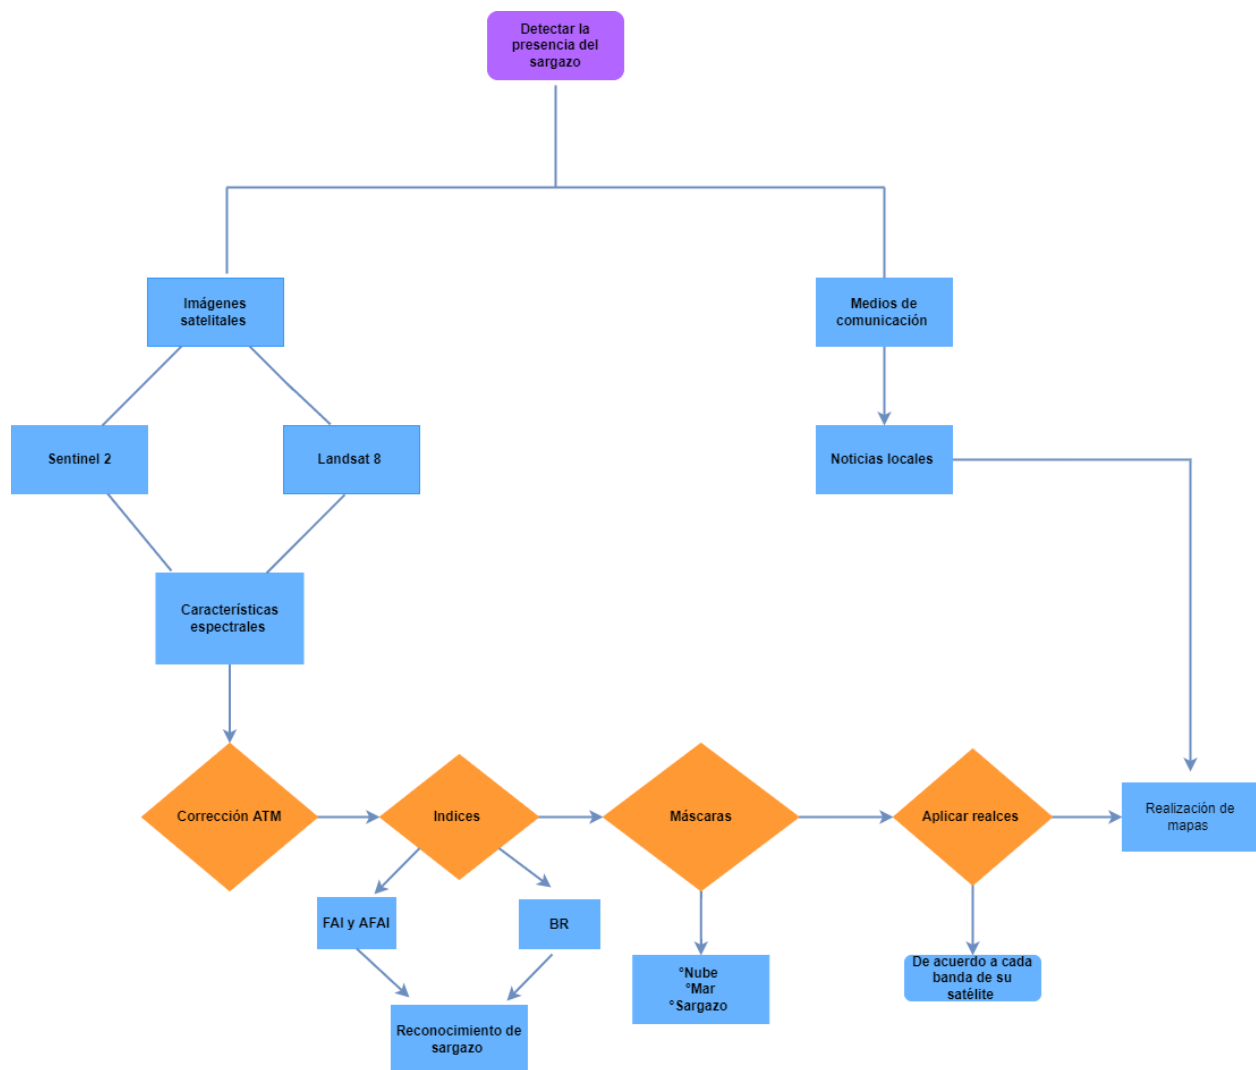 Detectar la
presencia del
sargazo
Imágenes
satelitales
Medios de
comunicación
Sentinel 2
Landsat 8
Noticias locales
Características
espectrales
Corrección ATM
Indices
Máscaras
Aplicar realces
Realización de
mapas
FAI y AFAI
BR
°Nube
°Mar
°Sargazo
De acuerdo a cada
banda de su
satélite
Reconocimiento de
sargazo